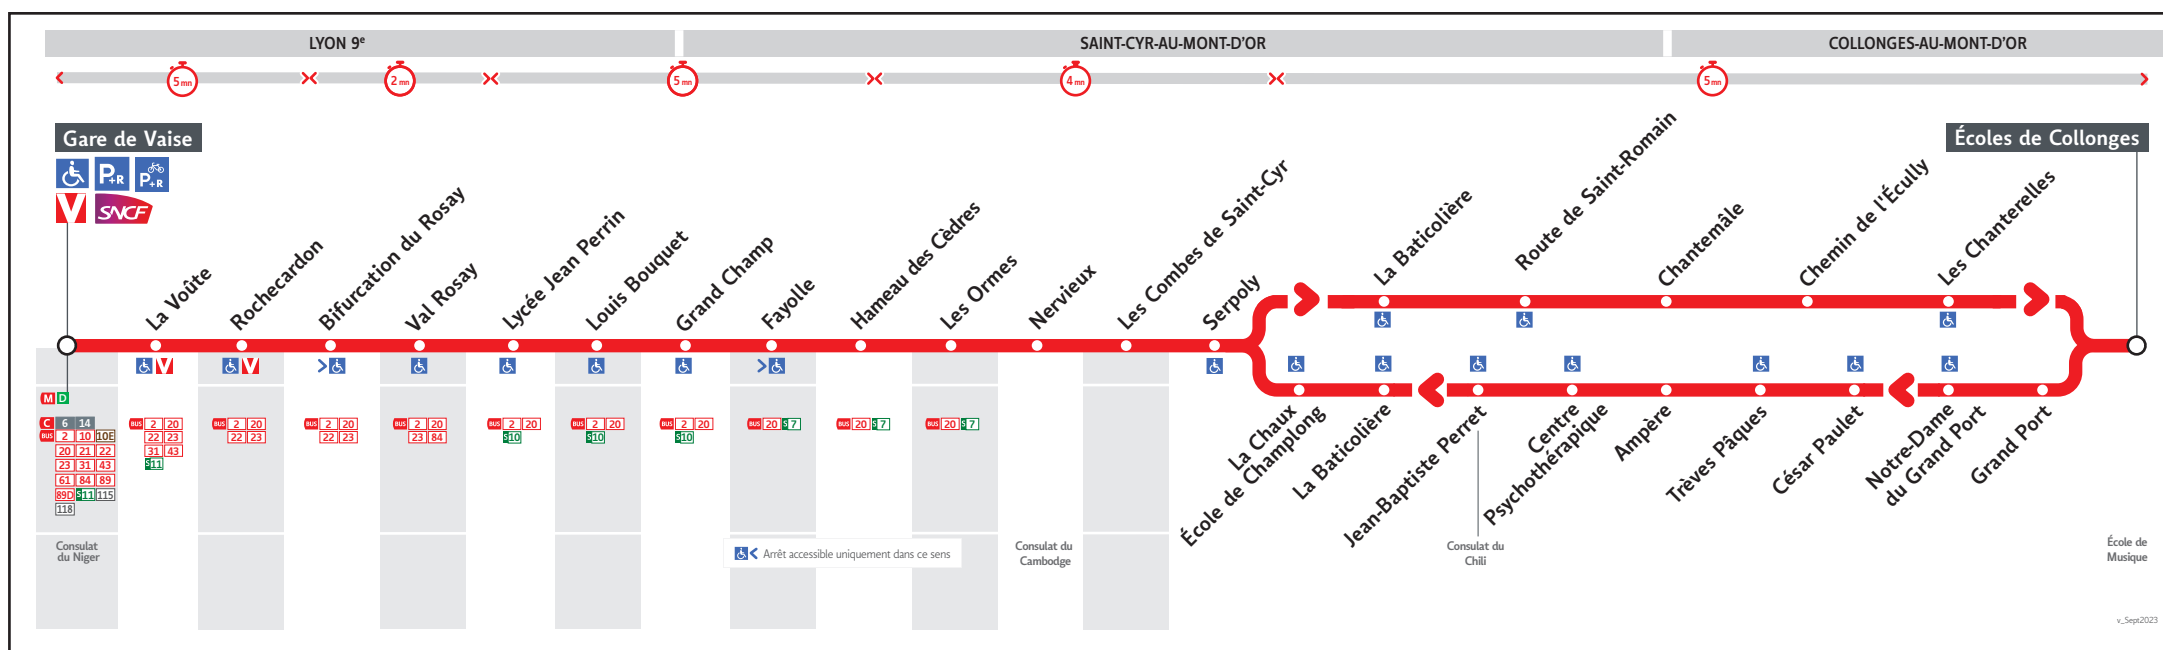 LYON 9e
SAINT-CYR-AU-MONT-D'OR
COLLONGES-AU-MONT-D'OR
5 mn
2 mn
5 mn
4 mn
5 mn
Gare de Vaise
P+R
P+R
V SNCF
Écoles de Collonges
La Voûte
Rochecardon
Bifurcation du Rosay
Val Rosay
Lycée Jean Perrin
Louis Bouquet
Grand Champ
Fayolle
Hameau des Cèdres
Les Ormes
Nervieux
Les Combes de Saint-Cyr
Serpoly
La Baticolière
Route de Saint-Romain
Chantemâle
Chemin de l'Écully
Les Chanterelles
V
V
La Chaux
École de Champlong
La Baticolière
Jean-Baptiste Perret
Centre
Psychothérapique
Ampère
Trèves Pâques
César Paulet
Notre-Dame
du Grand Port
Grand Port
M D
C 6 14
BUS 2 10 10E
20 21 22
23 31 43
61 84 89
89D S11 115
118
BUS 2 20
22 23
31 43
S11
BUS 2 20
22 23
BUS 2 20
22 23
BUS 2 20
23 84
BUS 2 20
S10
BUS 2 20
S10
BUS 2 20
S10
BUS 20 S7
BUS 20 S7
BUS 20 S7
Consulat
du Niger
Arrêt accessible uniquement dans ce sens
Consulat du
Cambodge
Consulat du
Chili
École de
Musique
v_Sept2023